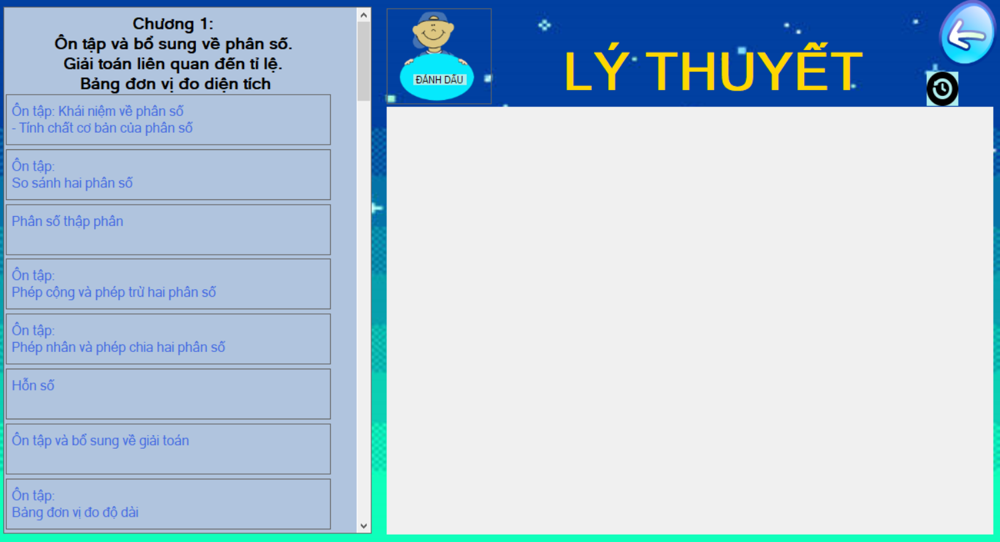 Chương 1:
Ôn tập và bổ sung về phân số.
Giải toán liên quan đến tỉ lệ.
Bảng đơn vị đo diện tích
Ôn tập: Khái niệm về phân số
- Tính chất cơ bản của phân số
Ôn tập:
So sánh hai phân số
Phân số thập phân
Ôn tập:
Phép cộng và phép trừ hai phân số
Ôn tập:
Phép nhân và phép chia hai phân số
Hỗn số
Ôn tập và bổ sung về giải toán
Ôn tập:
Bảng đơn vị đo độ dài
ĐÁNH DẤU
LÝ THUYẾT